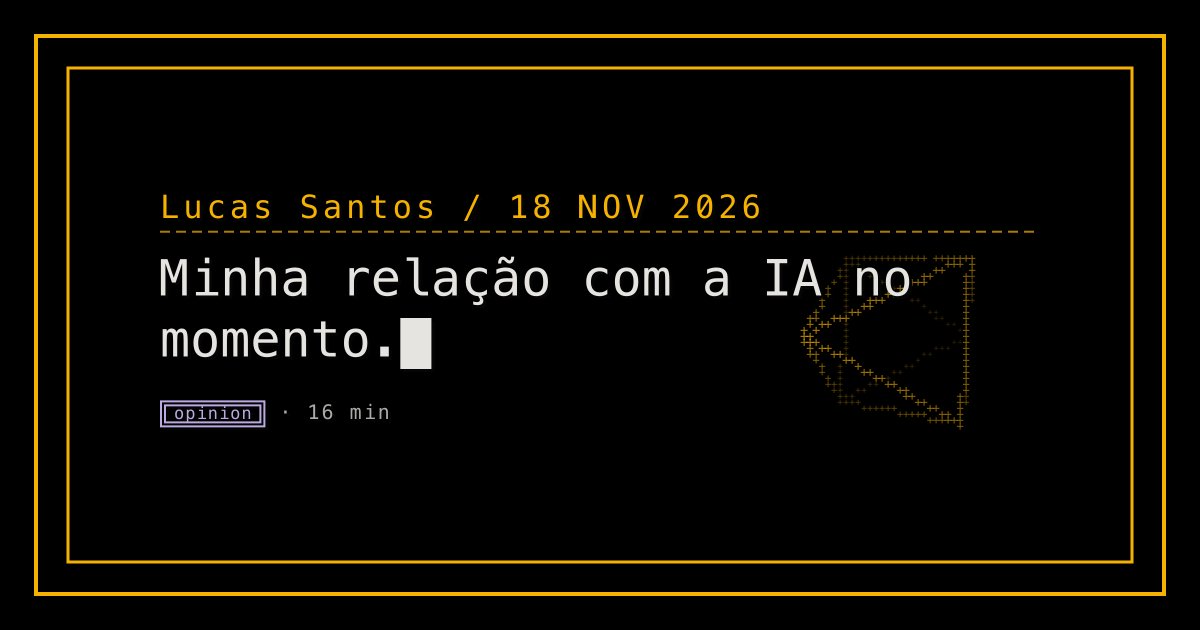 Lucas Santos / 18 NOV 2026
Minha relação com a IA no
momento.
opinion · 16 min